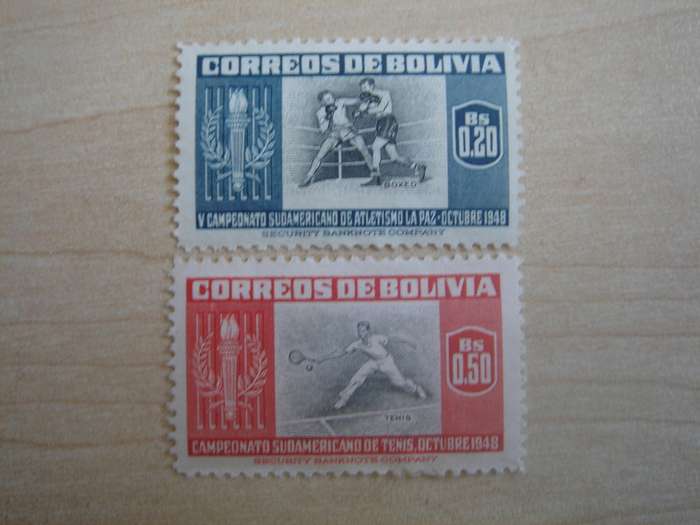 CORREOS DE BOLIVIA
Bs
0.20
BOXEO
V CAMPEONATO SUDAMERICANO DE ATLETISMO LA PAZ-OCTUBRE 1948
SECURITY BANKNOTE COMPANY
CORREOS DE BOLIVIA
Bs
0.50
TENIS
CAMPEONATO SUDAMERICANO DE TENIS, OCTUBRE 1948
SECURITY BANKNOTE COMPANY